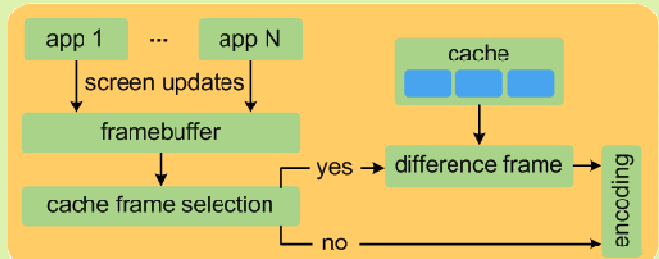 app 1 ... app N
cache
screen updates
framebuffer
yes
difference frame
cache frame selection
no
encoding